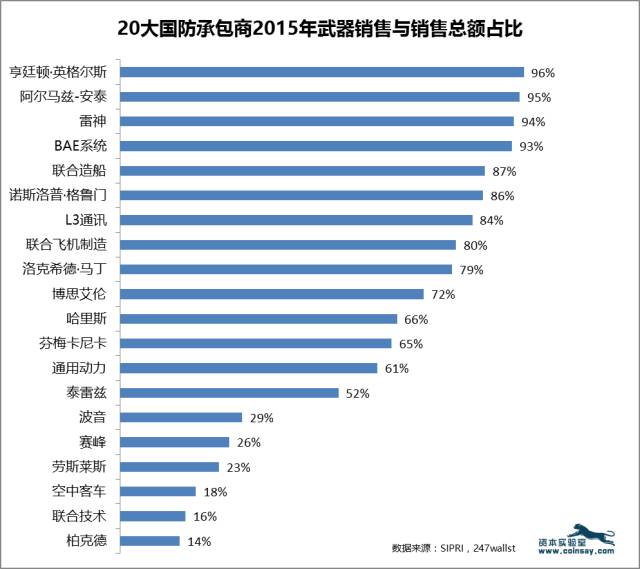 20大国防承包商2015年武器销售与销售总额占比
亨廷顿·英格尔斯 96%
阿尔马兹-安泰 95%
雷神 94%
BAE系统 93%
联合造船 87%
诺斯洛普·格鲁门 86%
L3通讯 84%
联合飞机制造 80%
洛克希德·马丁 79%
博思艾伦 72%
哈里斯 66%
芬梅卡尼卡 65%
通用动力 61%
泰雷兹 52%
波音 29%
赛峰 26%
劳斯莱斯 23%
空中客车 18%
联合技术 16%
柏克德 14%
数据来源：SIPRI，247wallst
资本实验室
www.coinsay.com